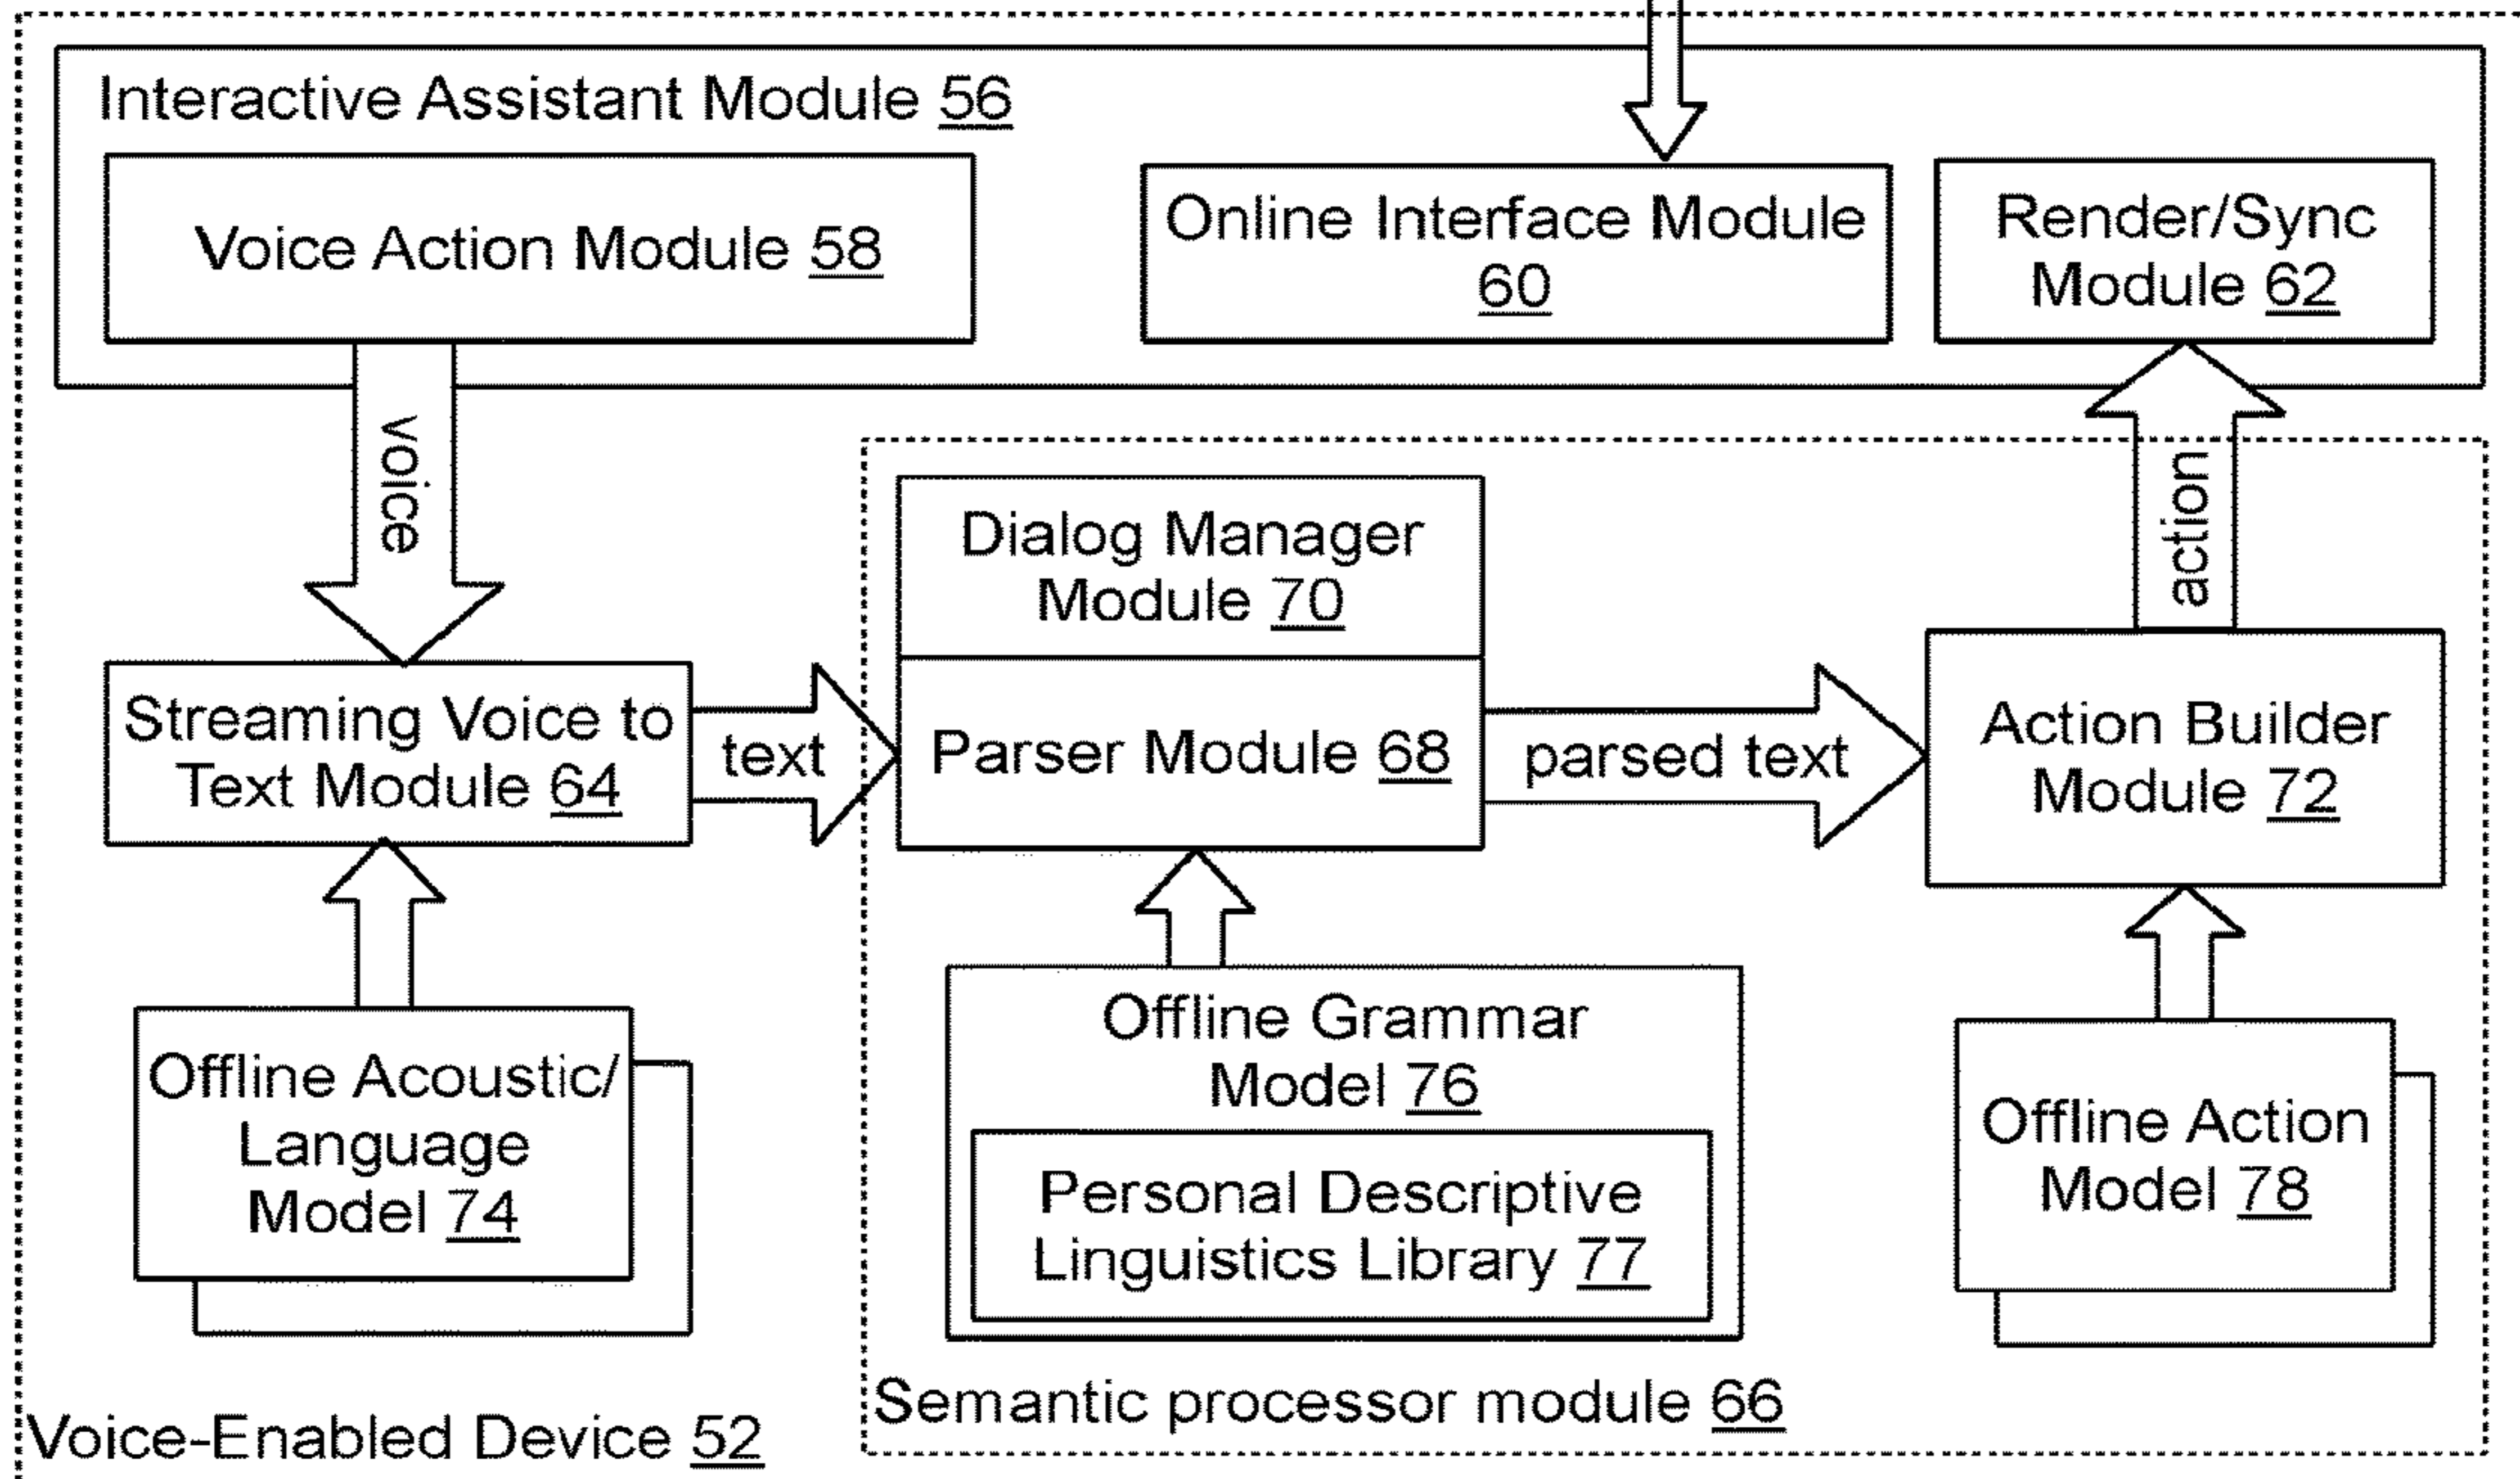 Interactive Assistant Module 56
Voice Action Module 58
Online Interface Module
60
Render/Sync
Module 62
voice
action
Dialog Manager
Module 70
Streaming Voice to
Text Module 64
text
Parser Module 68
parsed text
Action Builder
Module 72
Offline Acoustic/
Language
Model 74
Offline Grammar
Model 76
Personal Descriptive
Linguistics Library 77
Offline Action
Model 78
Semantic processor module 66
Voice-Enabled Device 52